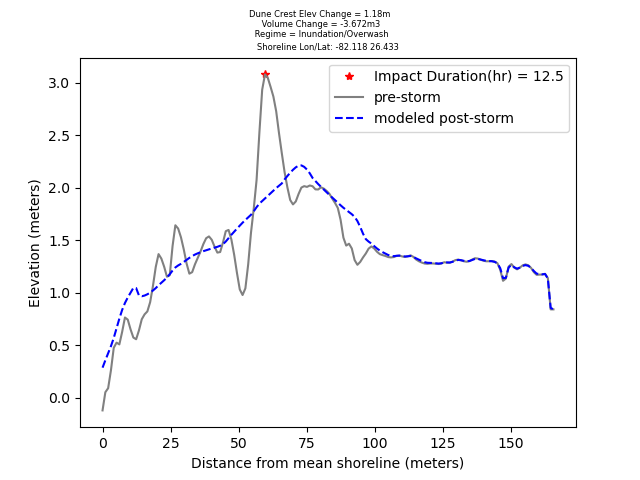 Dune Crest Elev Change = 1.18m
Volume Change = -3.672m3
Regime = Inundation/Overwash
Shoreline Lon/Lat: -82.118 26.433
Impact Duration(hr) = 12.5
pre-storm
modeled post-storm
3.0
2.5
2.0
1.5
1.0
0.5
0.0
Elevation (meters)
0 25 50 75 100 125 150
Distance from mean shoreline (meters)